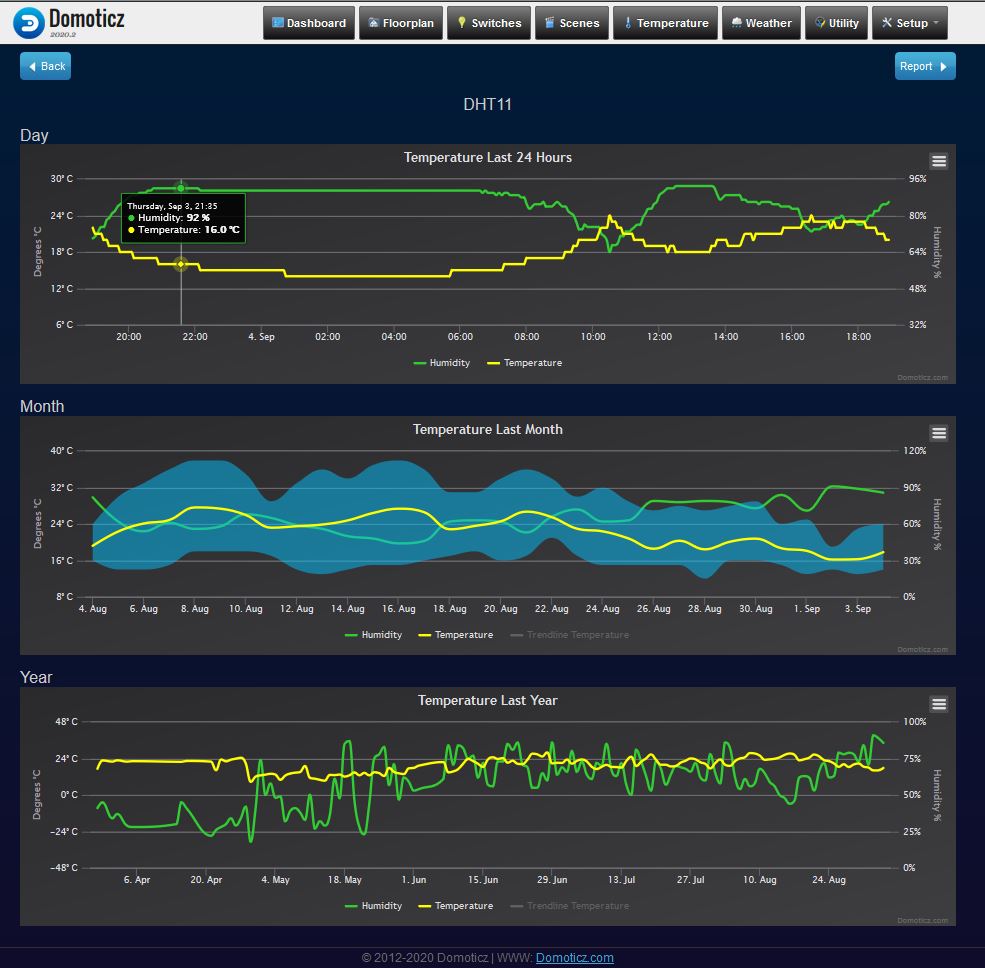 Domoticz
2020.2
Dashboard Floorplan Switches Scenes Temperature Weather Utility Setup
Back Report
DHT11
Day
Temperature Last 24 Hours
30° C 96%
24° C 80%
18° C 64%
12° C 48%
6° C 32%
Degrees °C
Humidity %
Thursday, Sep 3, 21:35
Humidity: 92 %
Temperature: 16.0 °C
20:00 22:00 4. Sep 02:00 04:00 06:00 08:00 10:00 12:00 14:00 16:00 18:00
Humidity Temperature
Domoticz.com
Month
Temperature Last Month
40° C 120%
32° C 90%
24° C 60%
16° C 30%
8° C 0%
Degrees °C
Humidity %
4. Aug 6. Aug 8. Aug 10. Aug 12. Aug 14. Aug 16. Aug 18. Aug 20. Aug 22. Aug 24. Aug 26. Aug 28. Aug 30. Aug 1. Sep 3. Sep
Humidity Temperature Trendline Temperature
Domoticz.com
Year
Temperature Last Year
48° C 100%
24° C 75%
0° C 50%
−24° C 25%
−48° C 0%
Degrees °C
Humidity %
6. Apr 20. Apr 4. May 18. May 1. Jun 15. Jun 29. Jun 13. Jul 27. Jul 10. Aug 24. Aug
Humidity Temperature Trendline Temperature
Domoticz.com
© 2012-2020 Domoticz | WWW: Domoticz.com